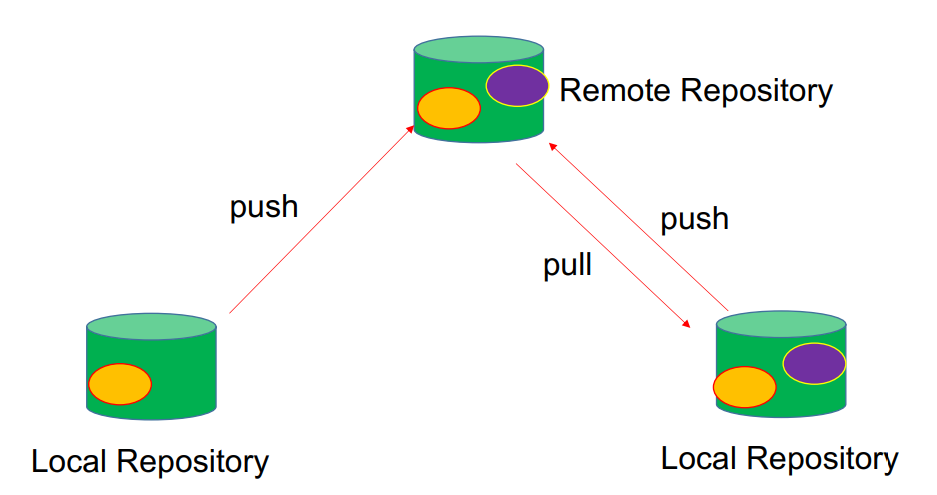 Remote Repository
push
push
pull
Local Repository
Local Repository